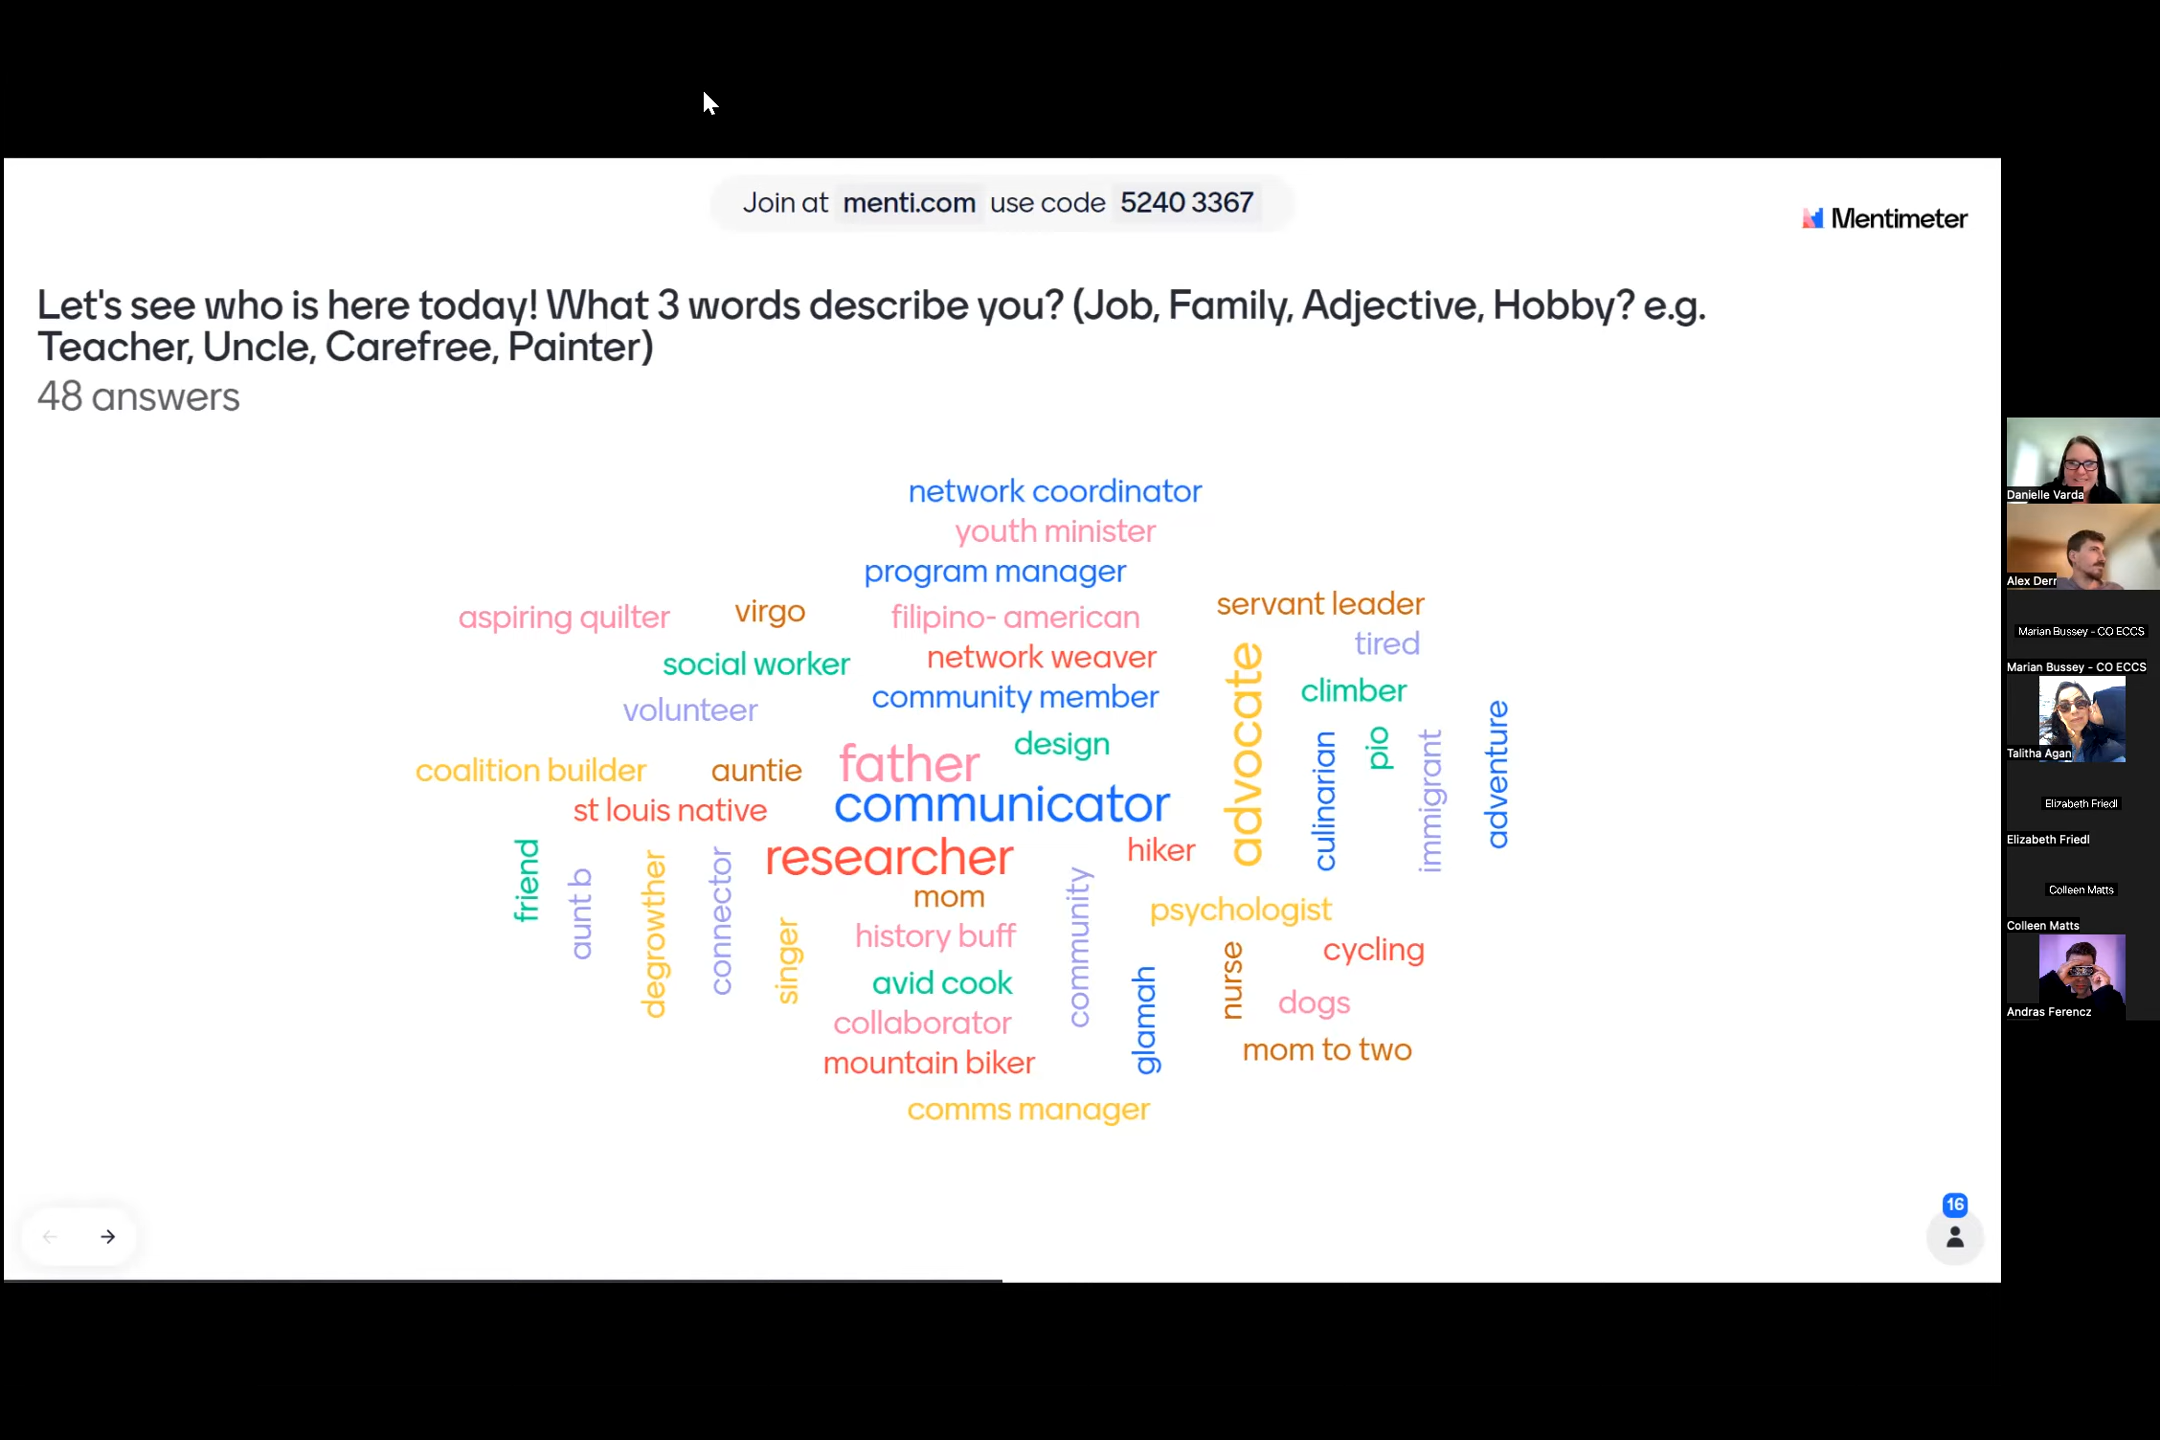 Join at menti.com use code 5240 3367
Mentimeter
Let's see who is here today! What 3 words describe you? (Job, Family, Adjective, Hobby? e.g.
Teacher, Uncle, Carefree, Painter)
48 answers
network coordinator
youth minister
program manager
servant leader
aspiring quilter
virgo
filipino- american
tired
social worker
network weaver
climber
volunteer
community member
advocate
design
culinarian
pio
immigrant
adventure
coalition builder
auntie
father
st louis native
communicator
researcher
hiker
friend
aunt b
degrowther
connector
singer
mom
history buff
community
psychologist
avid cook
glamah
nurse
cycling
collaborator
dogs
mountain biker
mom to two
comms manager
16
Danielle Varda
Alex Derr
Marian Bussey - CO ECCS
Marian Bussey - CO ECCS
Talitha Agan
Elizabeth Friedl
Elizabeth Friedl
Colleen Matts
Colleen Matts
Andras Ferencz